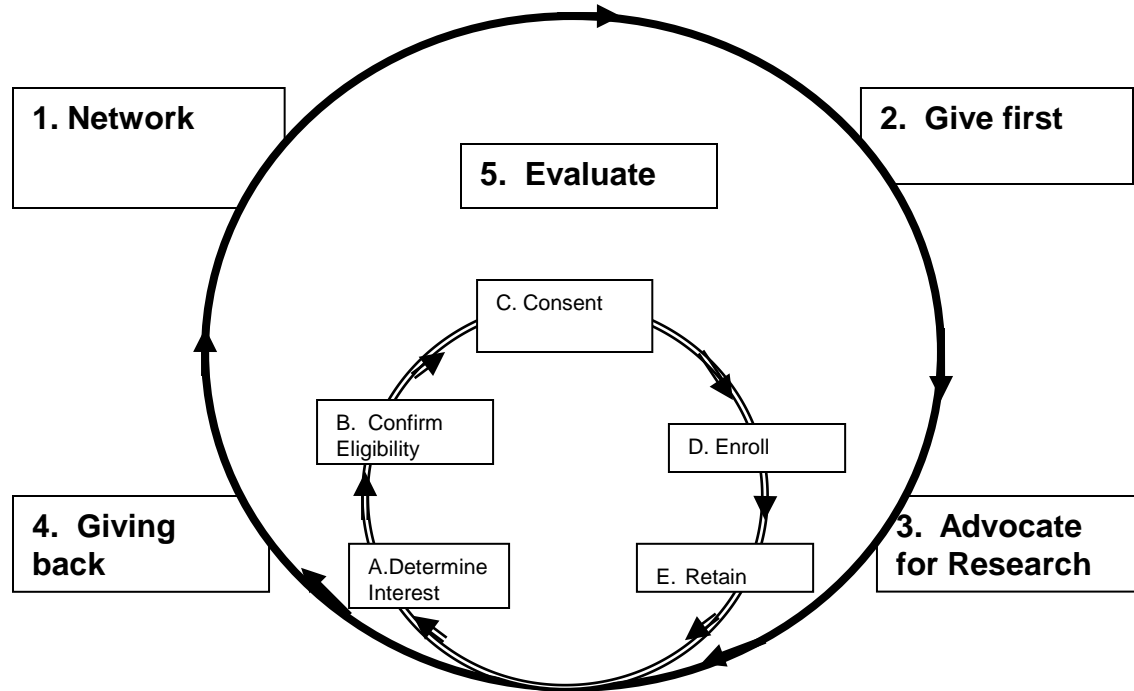 1. Network
2. Give first
5. Evaluate
C. Consent
B. Confirm
Eligibility
D. Enroll
4. Giving
back
3. Advocate
for Research
A.Determine
Interest
E. Retain